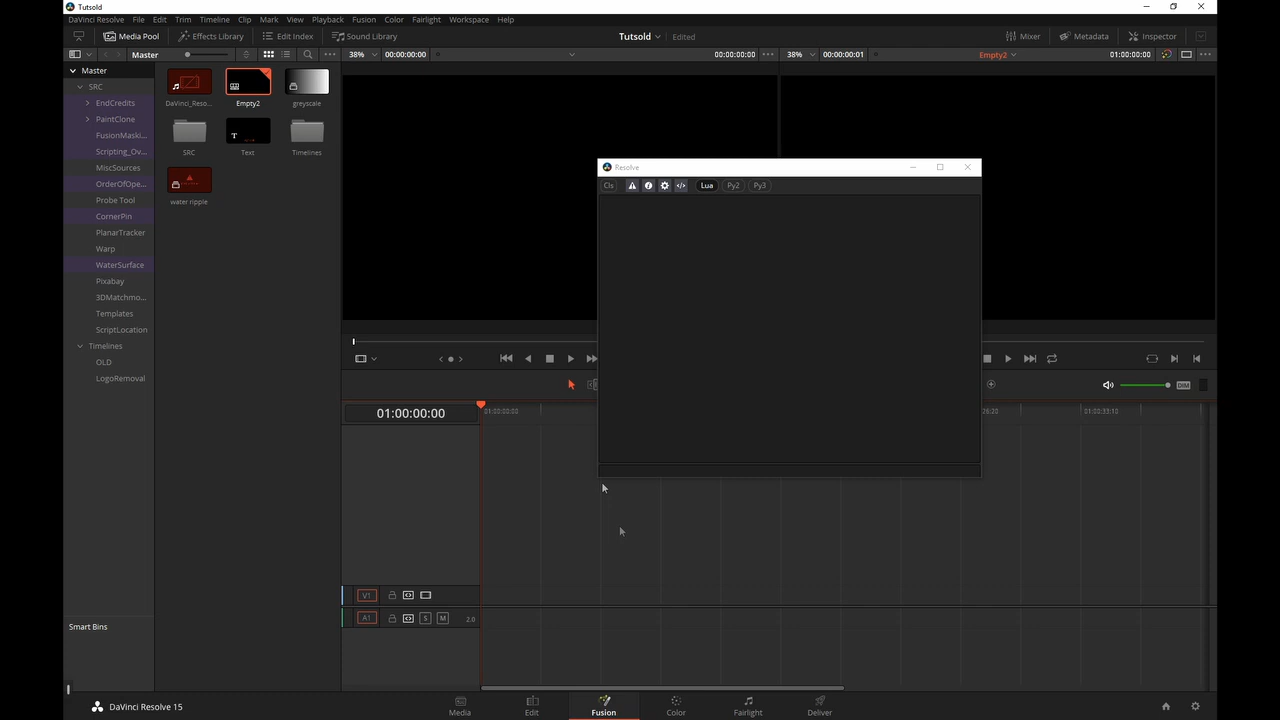 Tutsold
DaVinci Resolve File Edit Trim Timeline Clip Mark View Playback Fusion Color Fairlight Workspace Help
Media Pool Effects Library Edit Index Sound Library Tutsold Edited Mixer Metadata Inspector
Master 38% 00:00:00:00 00:00:00:00 38% 00:00:00:01 Empty2 01:00:00:00
Master
SRC
EndCredits
PaintClone
FusionMaski...
Scripting_Ov...
MiscSources
OrderOfOpe...
Probe Tool
CornerPin
PlanarTracker
Warp
WaterSurface
Pixabay
3DMatchmo...
Templates
ScriptLocation
Timelines
OLD
LogoRemoval
Smart Bins
DaVinci_Reso... Empty2 greyscale
SRC Text Timelines
water ripple
Resolve
Cls Lua Py2 Py3
DIM
01:00:00:00 01:00:00:00 26:20 01:00:33:10
V1
A1 S M 2.0
DaVinci Resolve 15 Media Edit Fusion Color Fairlight Deliver